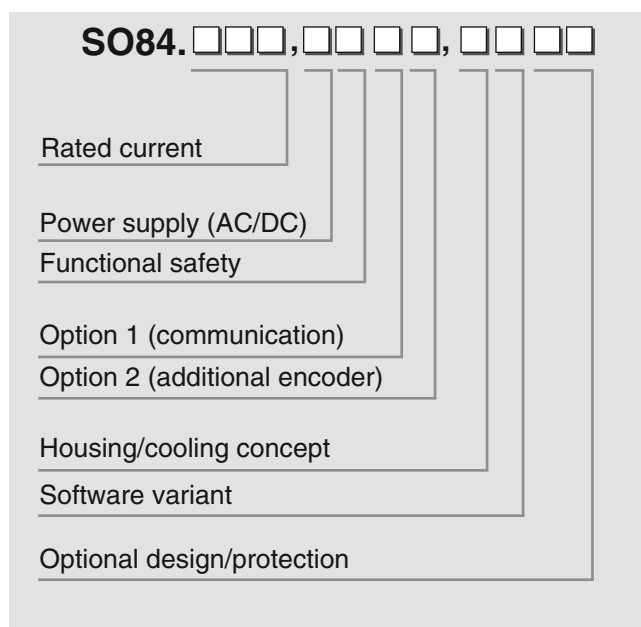 SO84.□□□,□□ □ □, □ □ □□
Rated current
Power supply (AC/DC)
Functional safety
Option 1 (communication)
Option 2 (additional encoder)
Housing/cooling concept
Software variant
Optional design/protection